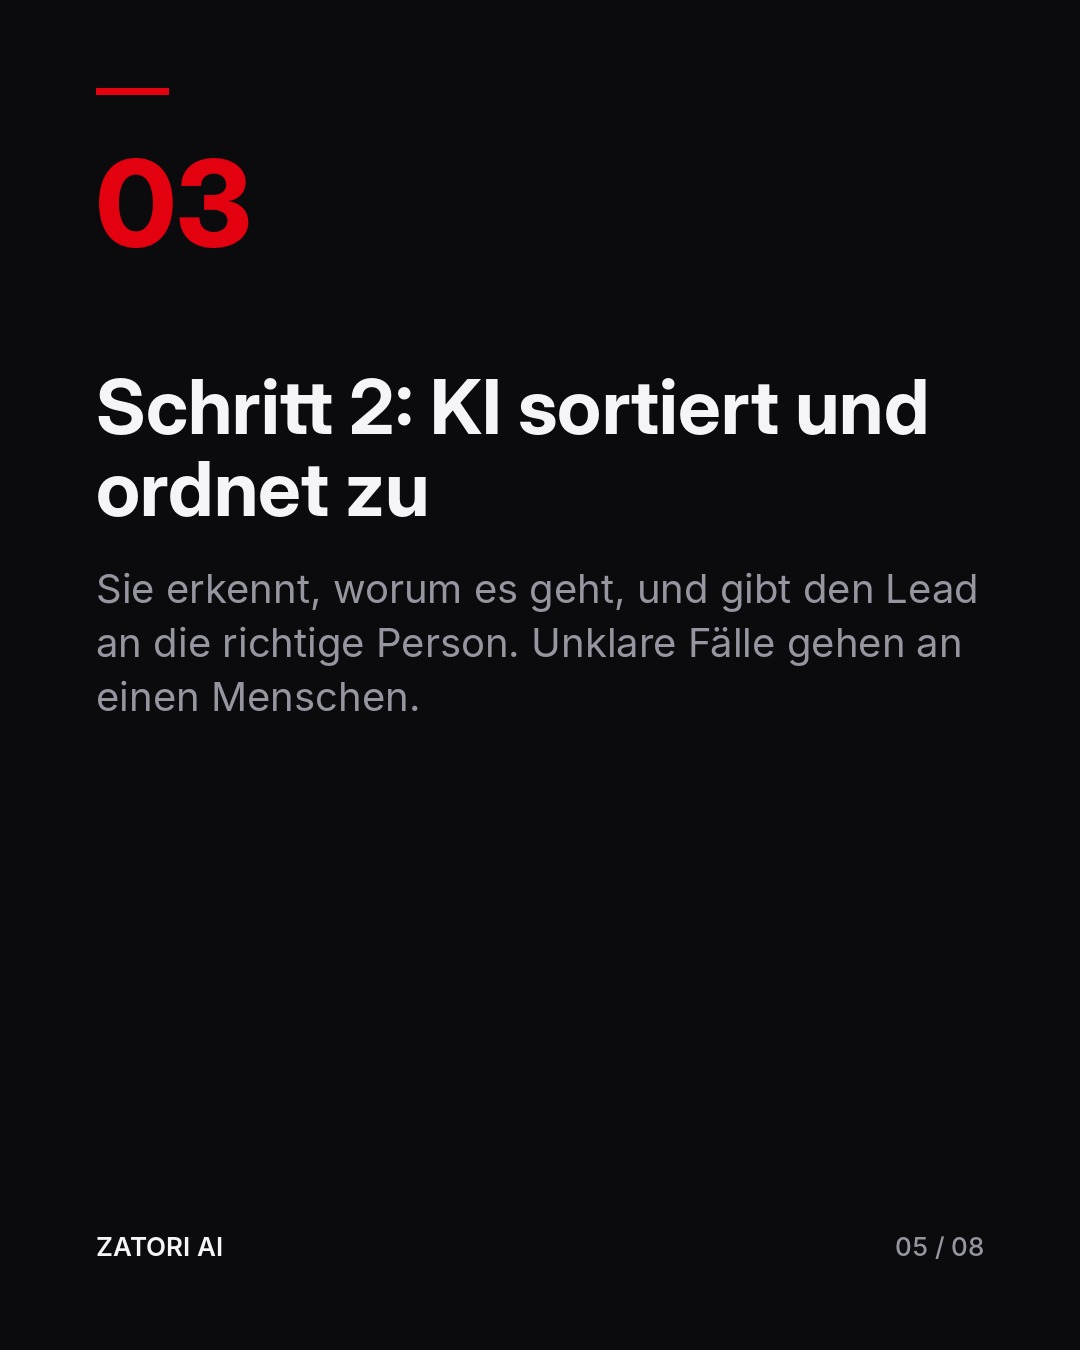 03
Schritt 2: KI sortiert und
ordnet zu
Sie erkennt, worum es geht, und gibt den Lead
an die richtige Person. Unklare Fälle gehen an
einen Menschen.
ZATORI AI
05 / 08